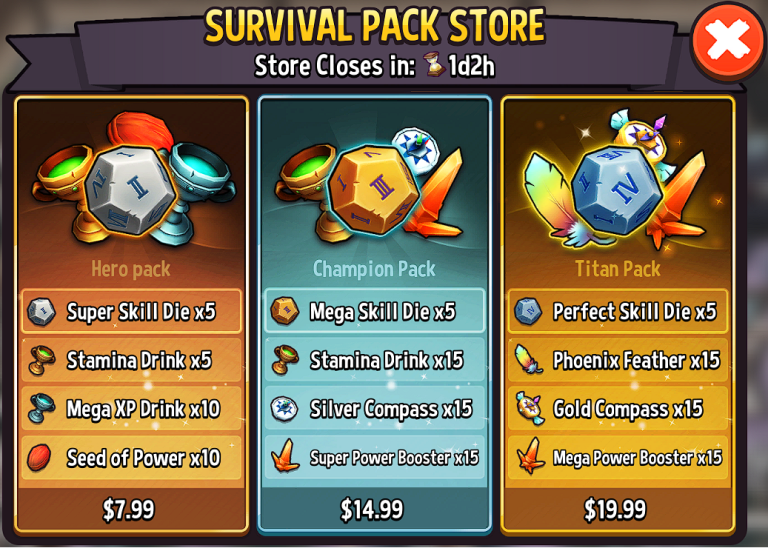 SURVIVAL PACK STORE
Store Closes in: 1d2h
Hero pack
Super Skill Die x5
Stamina Drink x5
Mega XP Drink x10
Seed of Power x10
$7.99
Champion Pack
Mega Skill Die x5
Stamina Drink x15
Silver Compass x15
Super Power Booster x15
$14.99
Titan Pack
Perfect Skill Die x5
Phoenix Feather x15
Gold Compass x15
Mega Power Booster x15
$19.99